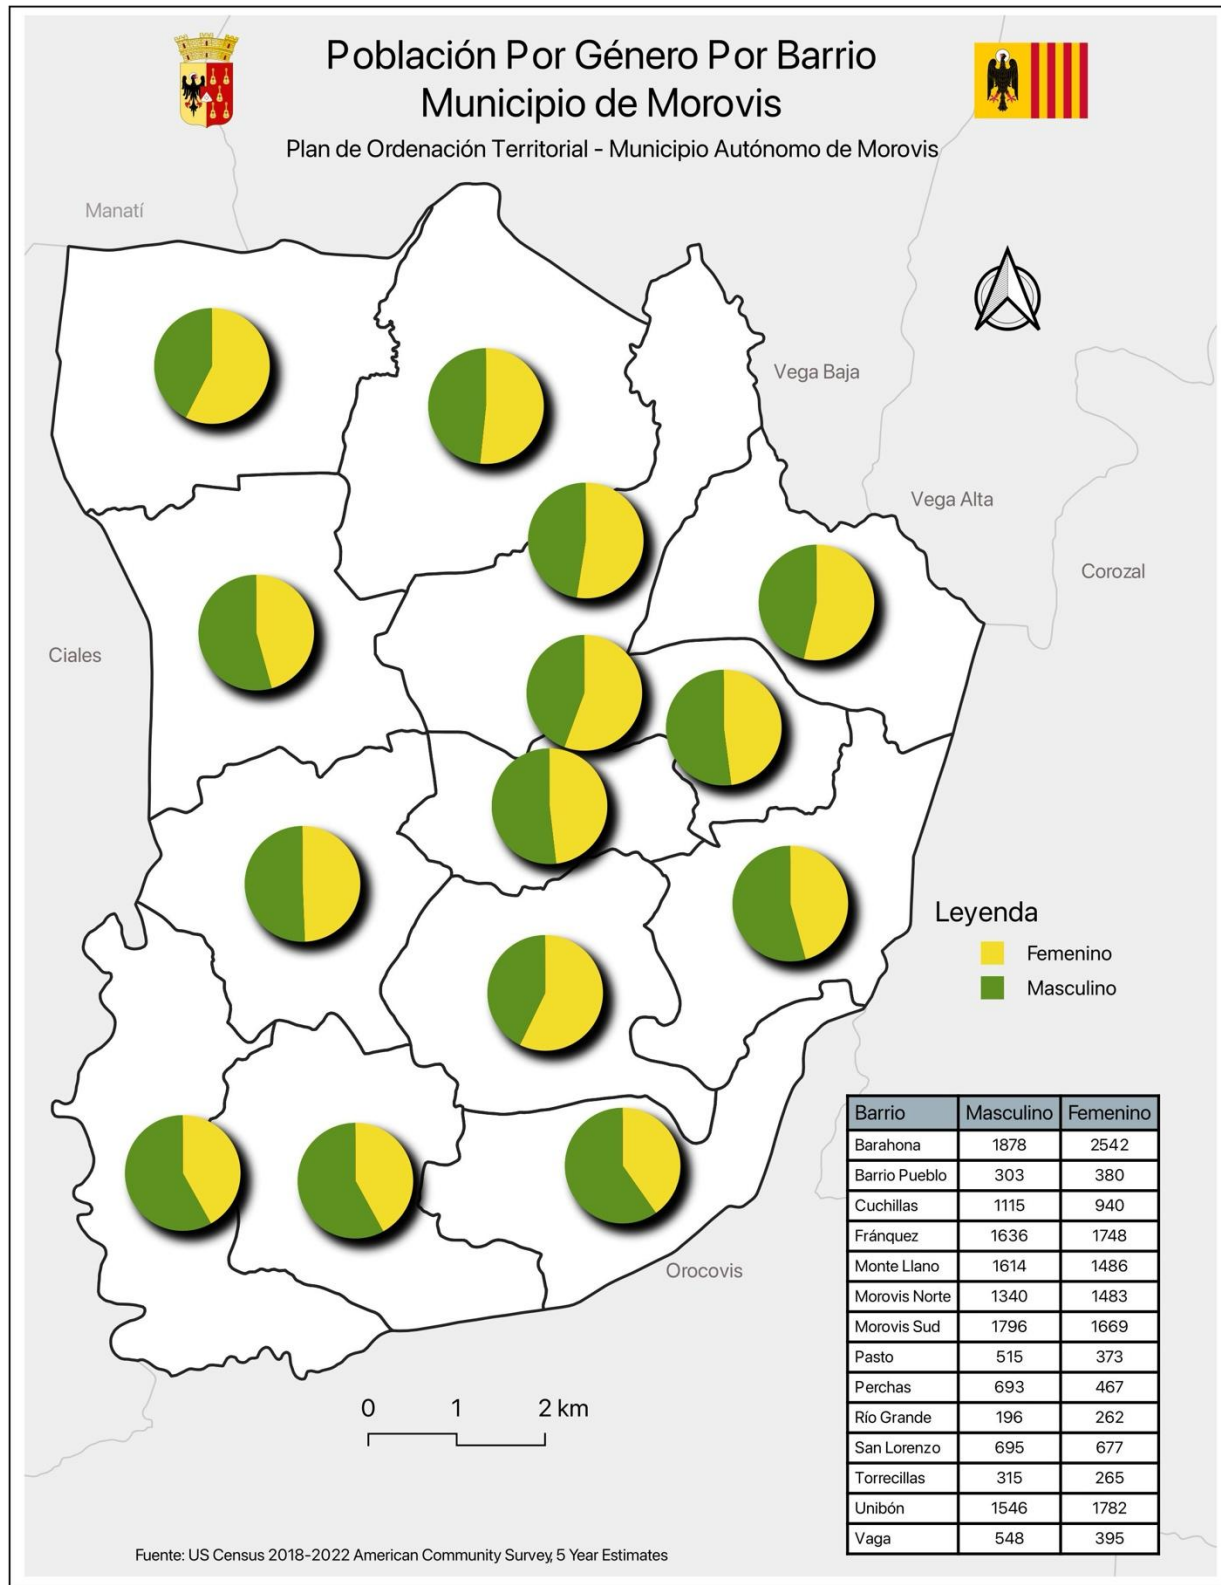 Población Por Género Por Barrio
Municipio de Morovis
Plan de Ordenación Territorial - Municipio Autónomo de Morovis
Manatí
Vega Baja
Vega Alta
Corozal
Ciales
Leyenda
Femenino
Masculino
Orocovis
Barrio Masculino Femenino
Barahona 1878 2542
Barrio Pueblo 303 380
Cuchillas 1115 940
Fránquez 1636 1748
Monte Llano 1614 1486
Morovis Norte 1340 1483
Morovis Sud 1796 1669
Pasto 515 373
Perchas 693 467
Río Grande 196 262
San Lorenzo 695 677
Torrecillas 315 265
Unibón 1546 1782
Vaga 548 395
0 1 2 km
Fuente: US Census 2018-2022 American Community Survey, 5 Year Estimates